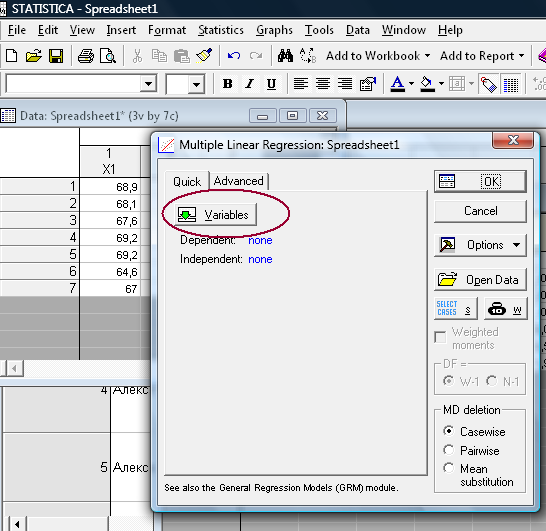 STATISTICA - Spreadsheet1
File Edit View Insert Format Statistics Graphs Tools Data Window Help
Add to Workbook Add to Report
B I U A
Data: Spreadsheet1* (3v by 7c)
1
X1
1 68,9
2 68,1
3 67,6
4 69,2
5 69,2
6 64,6
7 67
4 Алекс
5 Алекс
Multiple Linear Regression: Spreadsheet1
Quick Advanced
Variables
Dependent: none
Independent: none
OK
Cancel
Options
Open Data
SELECT CASES S W
Weighted moments
DF =
W-1 N-1
MD deletion
Casewise
Pairwise
Mean substitution
See also the General Regression Models (GRM) module.